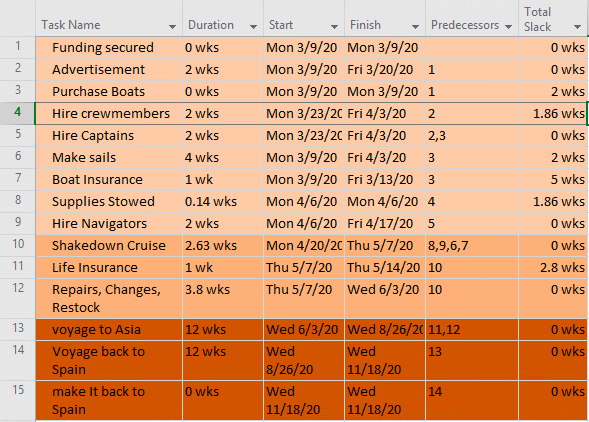 Task Name Duration Start Finish Predecessors Total Slack
1 Funding secured 0 wks Mon 3/9/20 Mon 3/9/20 0 wks
2 Advertisement 2 wks Mon 3/9/20 Fri 3/20/20 1 0 wks
3 Purchase Boats 0 wks Mon 3/9/20 Mon 3/9/20 1 2 wks
4 Hire crewmembers 2 wks Mon 3/23/20 Fri 4/3/20 2 1.86 wks
5 Hire Captains 2 wks Mon 3/23/20 Fri 4/3/20 2,3 0 wks
6 Make sails 4 wks Mon 3/9/20 Fri 4/3/20 3 2 wks
7 Boat Insurance 1 wk Mon 3/9/20 Fri 3/13/20 3 5 wks
8 Supplies Stowed 0.14 wks Mon 4/6/20 Mon 4/6/20 4 1.86 wks
9 Hire Navigators 2 wks Mon 4/6/20 Fri 4/17/20 5 0 wks
10 Shakedown Cruise 2.63 wks Mon 4/20/20 Thu 5/7/20 8,9,6,7 0 wks
11 Life Insurance 1 wk Thu 5/7/20 Thu 5/14/20 10 2.8 wks
12 Repairs, Changes, 3.8 wks Thu 5/7/20 Wed 6/3/20 10 0 wks
Restock
13 voyage to Asia 12 wks Wed 6/3/20 Wed 8/26/20 11,12 0 wks
14 Voyage back to 12 wks Wed Wed 13 0 wks
Spain 8/26/20 11/18/20
15 make It back to 0 wks Wed Wed 14 0 wks
Spain 11/18/20 11/18/20